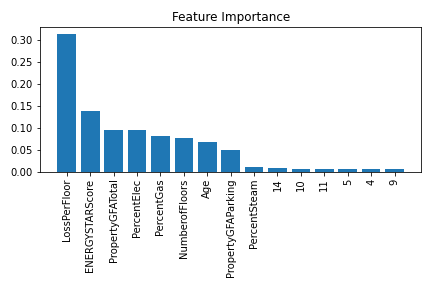 Feature Importance
0.30
0.25
0.20
0.15
0.10
0.05
0.00
LossPerFloor
ENERGYSTARScore
PropertyGFATotal
PercentElec
PercentGas
NumberofFloors
Age
PropertyGFAParking
PercentSteam
14
10
11
5
4
9